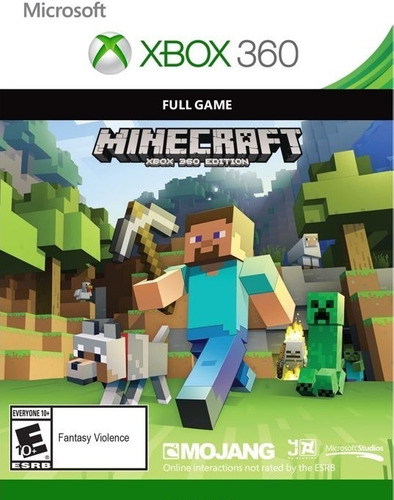 Microsoft
XBOX 360
FULL GAME
MINECRAFT
XBOX 360 EDITION
EVERYONE 10+
E
10+
ESRB
Fantasy Violence
MOJANG
Microsoft Studios
Online interactions not rated by the ESRB